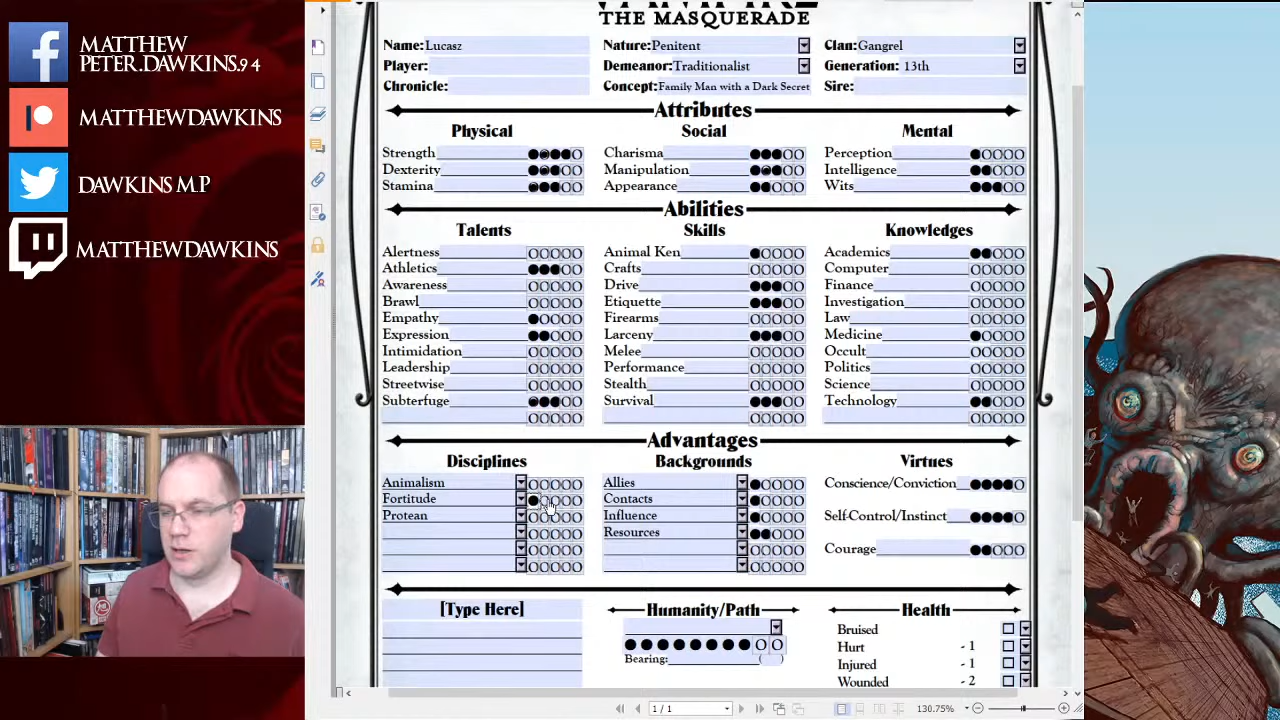 MATTHEW
PETER.DAWKINS.94
MATTHEWDAWKINS
DAWKINS M.P
MATTHEWDAWKINS
THE MASQUERADE
Name: Lucasz Nature: Penitent Clan: Gangrel
Player: Demeanor: Traditionalist Generation: 13th
Chronicle: Concept: Family Man with a Dark Secret Sire:
Attributes
Physical Social Mental
Strength Charisma Perception
Dexterity Manipulation Intelligence
Stamina Appearance Wits
Abilities
Talents Skills Knowledges
Alertness Animal Ken Academics
Athletics Crafts Computer
Awareness Drive Finance
Brawl Etiquette Investigation
Empathy Firearms Law
Expression Larceny Medicine
Intimidation Melee Occult
Leadership Performance Politics
Streetwise Stealth Science
Subterfuge Survival Technology
Advantages
Disciplines Backgrounds Virtues
Animalism Allies Conscience/Conviction
Fortitude Contacts
Protean Influence Self-Control/Instinct
Resources
Courage
[Type Here] Humanity/Path Health
Bruised
Hurt - 1
Bearing: ( ) Injured - 1
Wounded - 2
1 / 1 130.75%